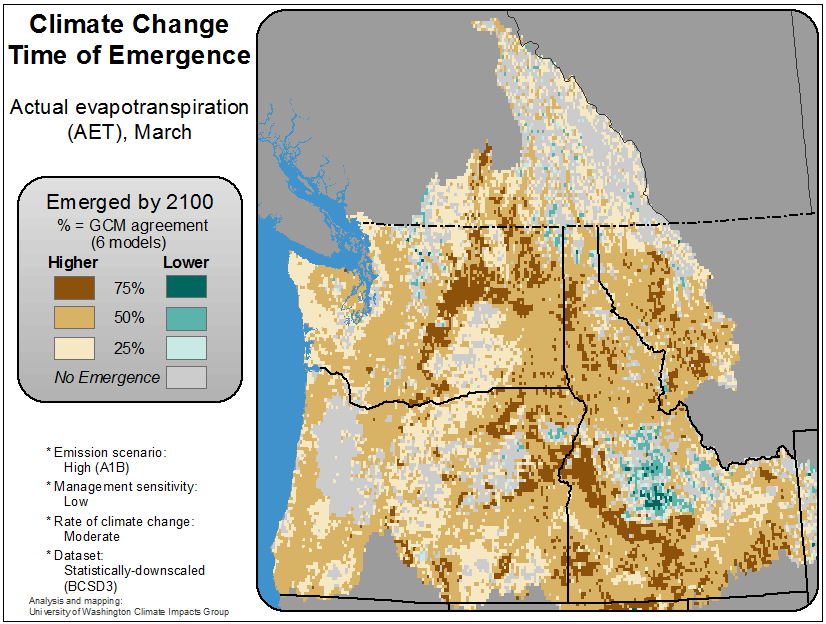 Climate Change
Time of Emergence
Actual evapotranspiration
(AET), March
Emerged by 2100
% = GCM agreement
(6 models)
Higher Lower
75%
50%
25%
No Emergence
* Emission scenario:
High (A1B)
* Management sensitivity:
Low
* Rate of climate change:
Moderate
* Dataset:
Statistically-downscaled
(BCSD3)
Analysis and mapping:
University of Washington Climate Impacts Group